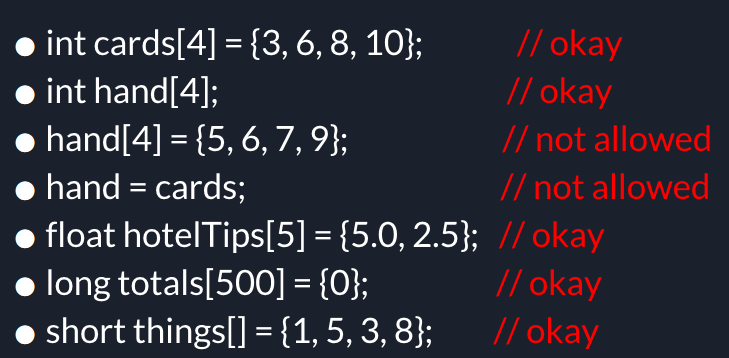 ● int cards[4] = {3, 6, 8, 10}; // okay
● int hand[4]; // okay
● hand[4] = {5, 6, 7, 9}; // not allowed
● hand = cards; // not allowed
● float hotelTips[5] = {5.0, 2.5}; // okay
● long totals[500] = {0}; // okay
● short things[] = {1, 5, 3, 8}; // okay